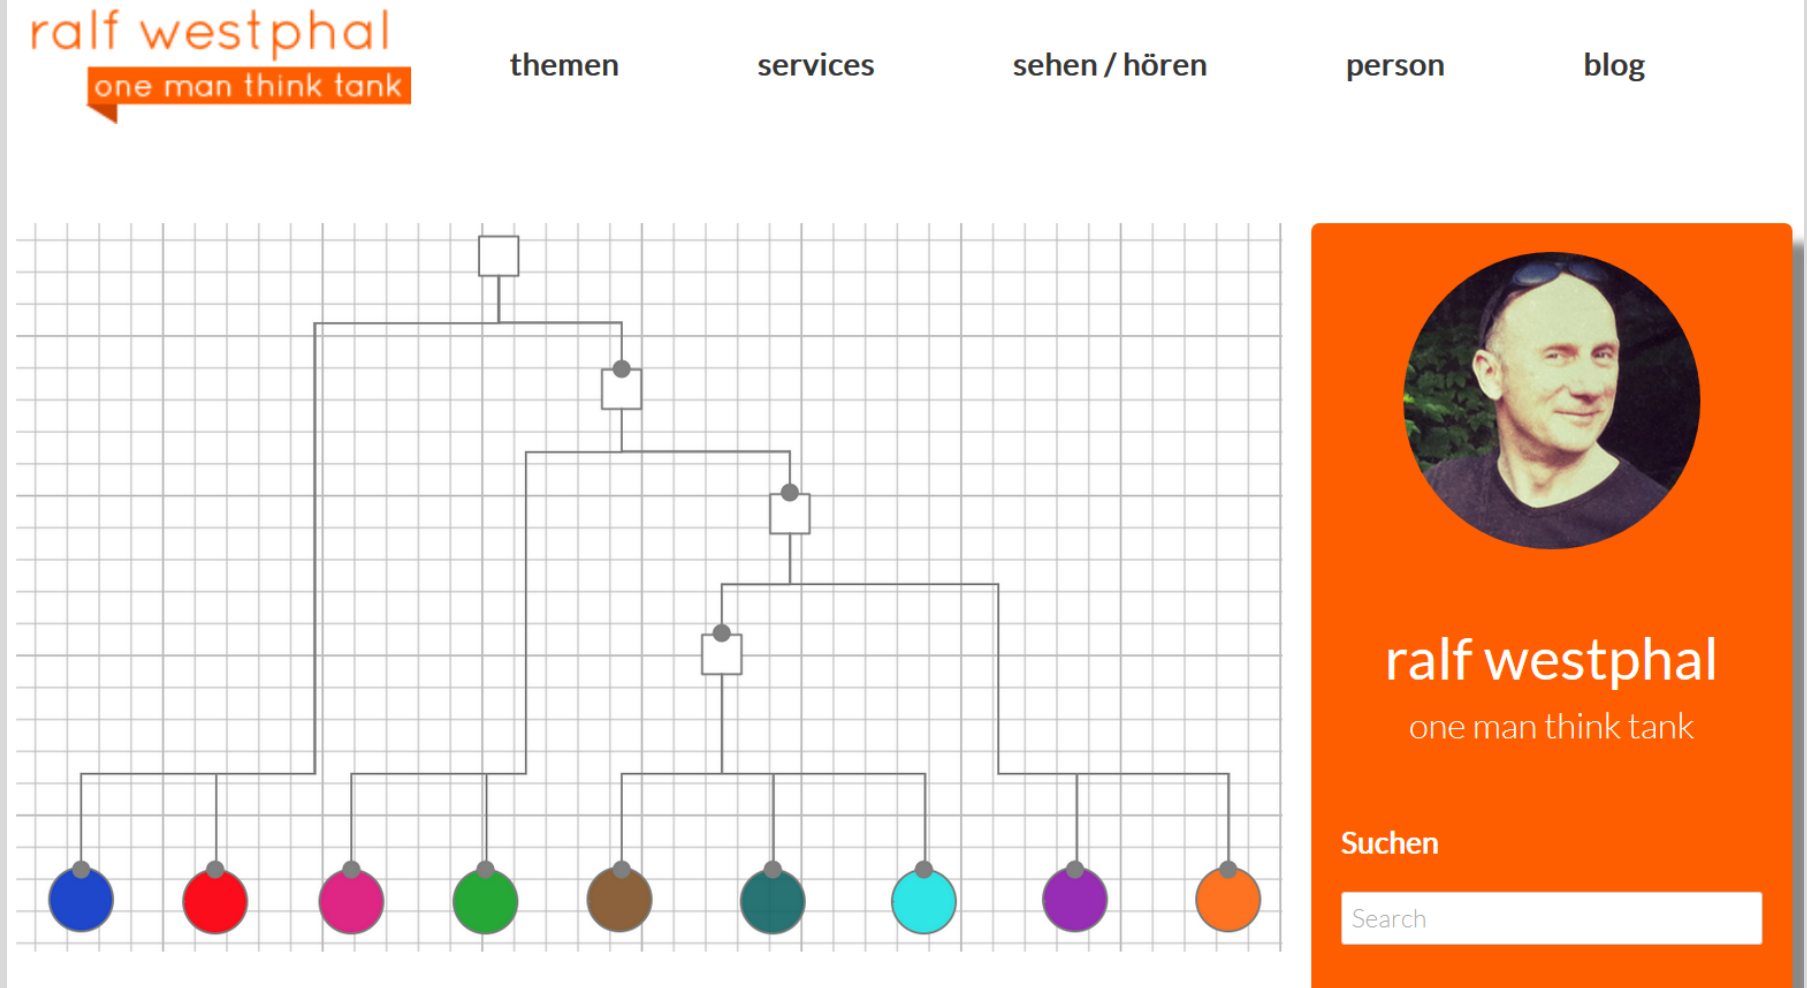 ralf westphal
one man think tank
themen services sehen / hören person blog
ralf westphal
one man think tank
Suchen
Search